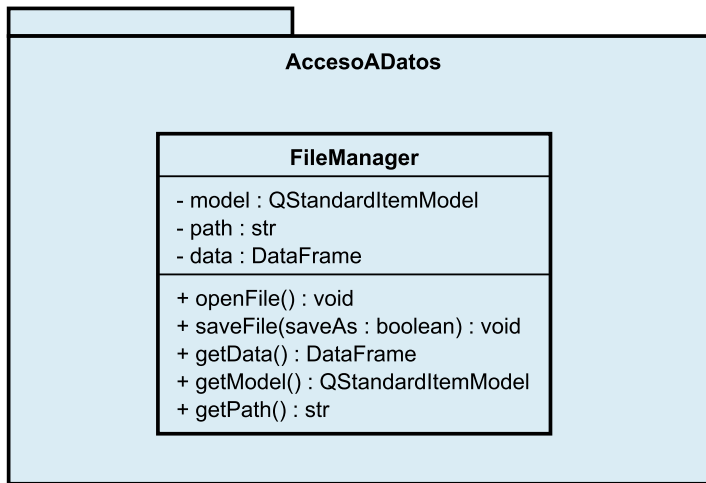 AccesoADatos
FileManager
- model : QStandardItemModel
- path : str
- data : DataFrame
+ openFile() : void
+ saveFile(saveAs : boolean) : void
+ getData() : DataFrame
+ getModel() : QStandardItemModel
+ getPath() : str